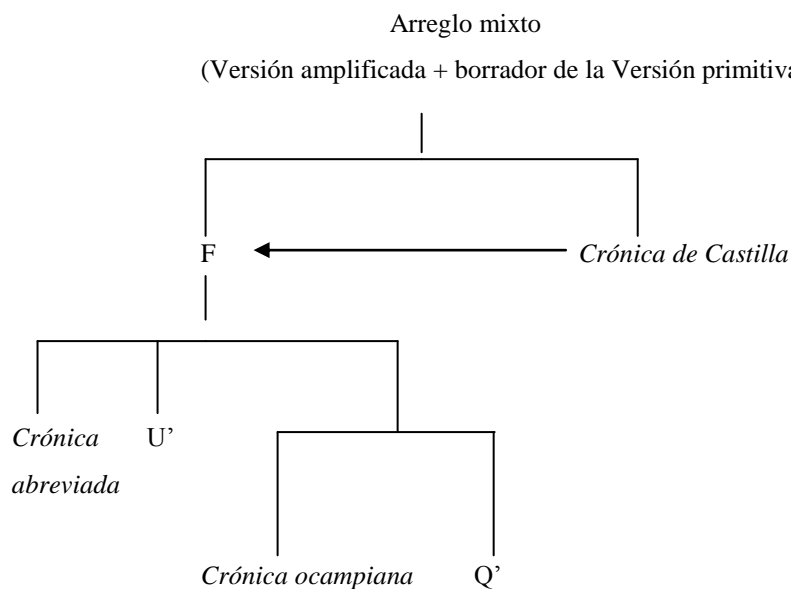 Arreglo mixto
(Versión amplificada + borrador de la Versión primitiva
F
Crónica de Castilla
Crónica U’
abreviada
Crónica ocampiana Q’